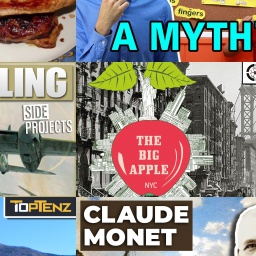 fingers
A MYTH
LING
SIDE
PROJECTS
THE
BIG
APPLE
NYC
TOPTENZ
CLAUDE
MONET